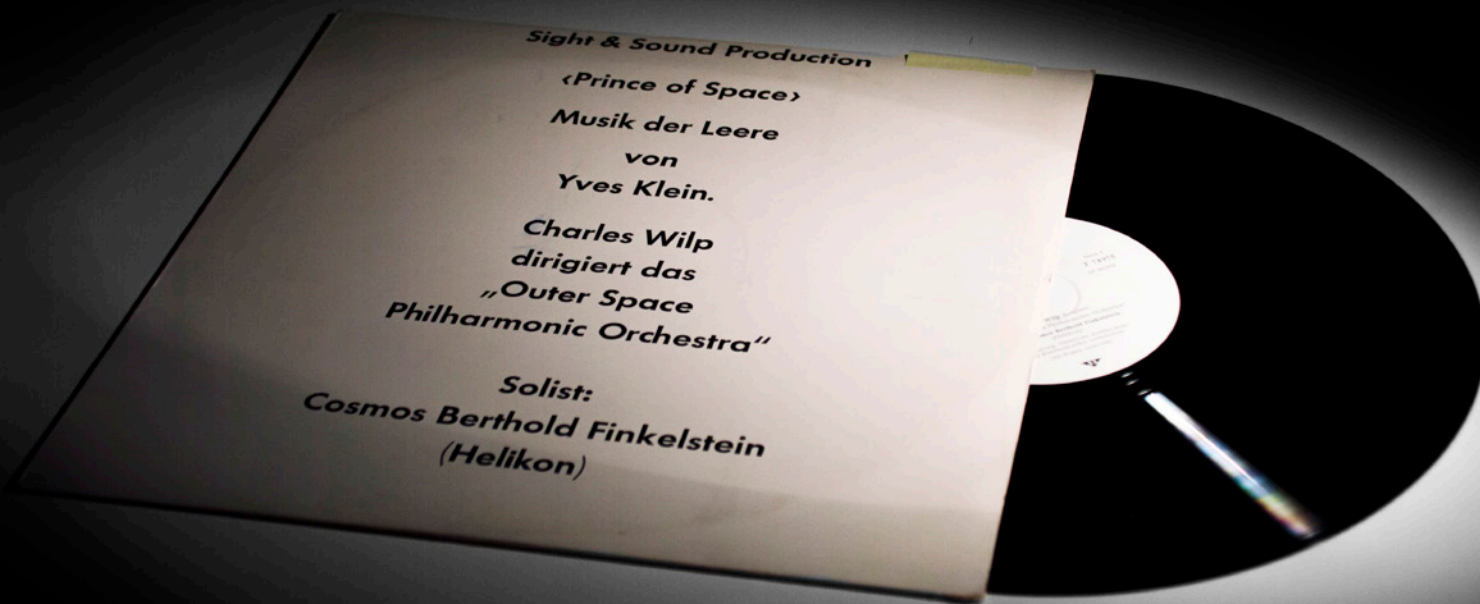 Sight & Sound Production
‹Prince of Space›
Musik der Leere
von
Yves Klein.
Charles Wilp
dirigiert das
„Outer Space
Philharmonic Orchestra“
Solist:
Cosmos Berthold Finkelstein
(Helikon)